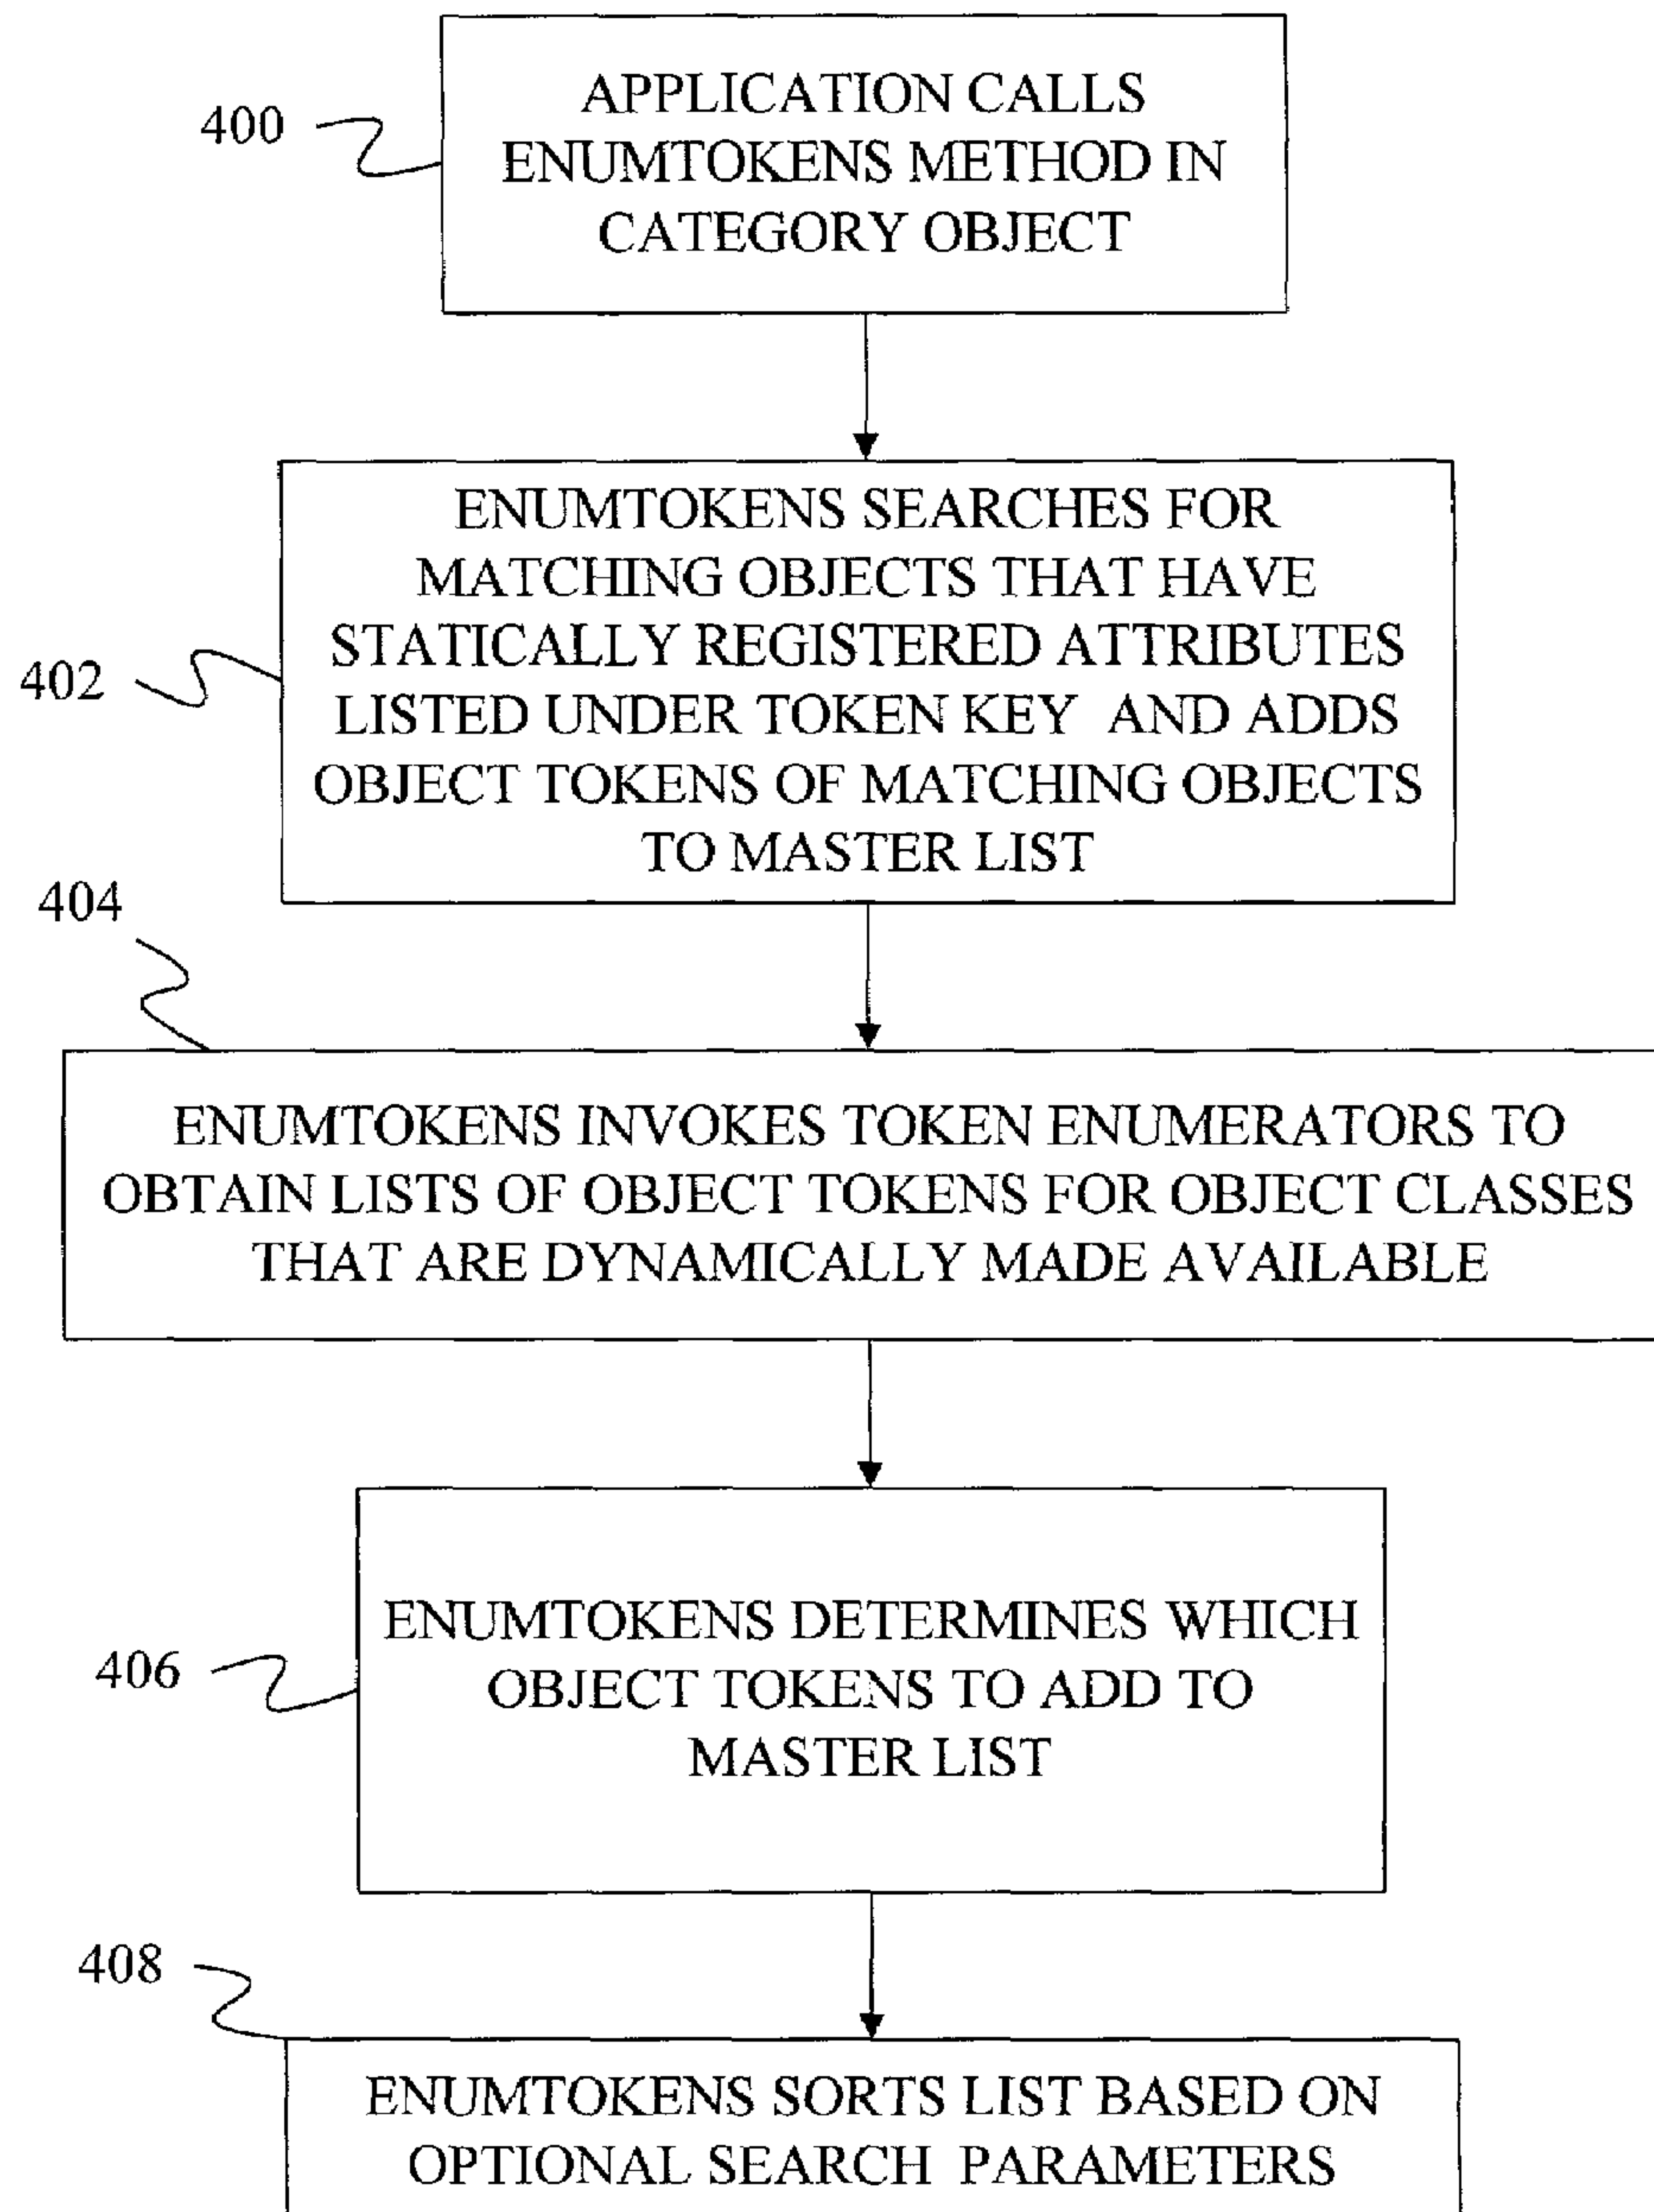 400
APPLICATION CALLS
ENUMTOKENS METHOD IN
CATEGORY OBJECT
402
ENUMTOKENS SEARCHES FOR
MATCHING OBJECTS THAT HAVE
STATICALLY REGISTERED ATTRIBUTES
LISTED UNDER TOKEN KEY AND ADDS
OBJECT TOKENS OF MATCHING OBJECTS
TO MASTER LIST
404
ENUMTOKENS INVOKES TOKEN ENUMERATORS TO
OBTAIN LISTS OF OBJECT TOKENS FOR OBJECT CLASSES
THAT ARE DYNAMICALLY MADE AVAILABLE
406
ENUMTOKENS DETERMINES WHICH
OBJECT TOKENS TO ADD TO
MASTER LIST
408
ENUMTOKENS SORTS LIST BASED ON
OPTIONAL SEARCH PARAMETERS